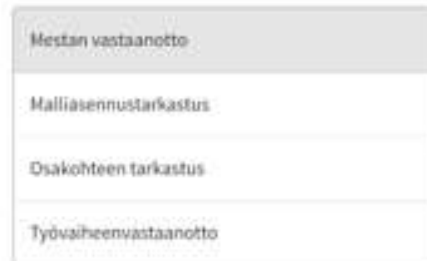 Mestan vastaanotto
Malliasennustarkastus
Osakohteen tarkastus
Työvaiheenvastaanotto